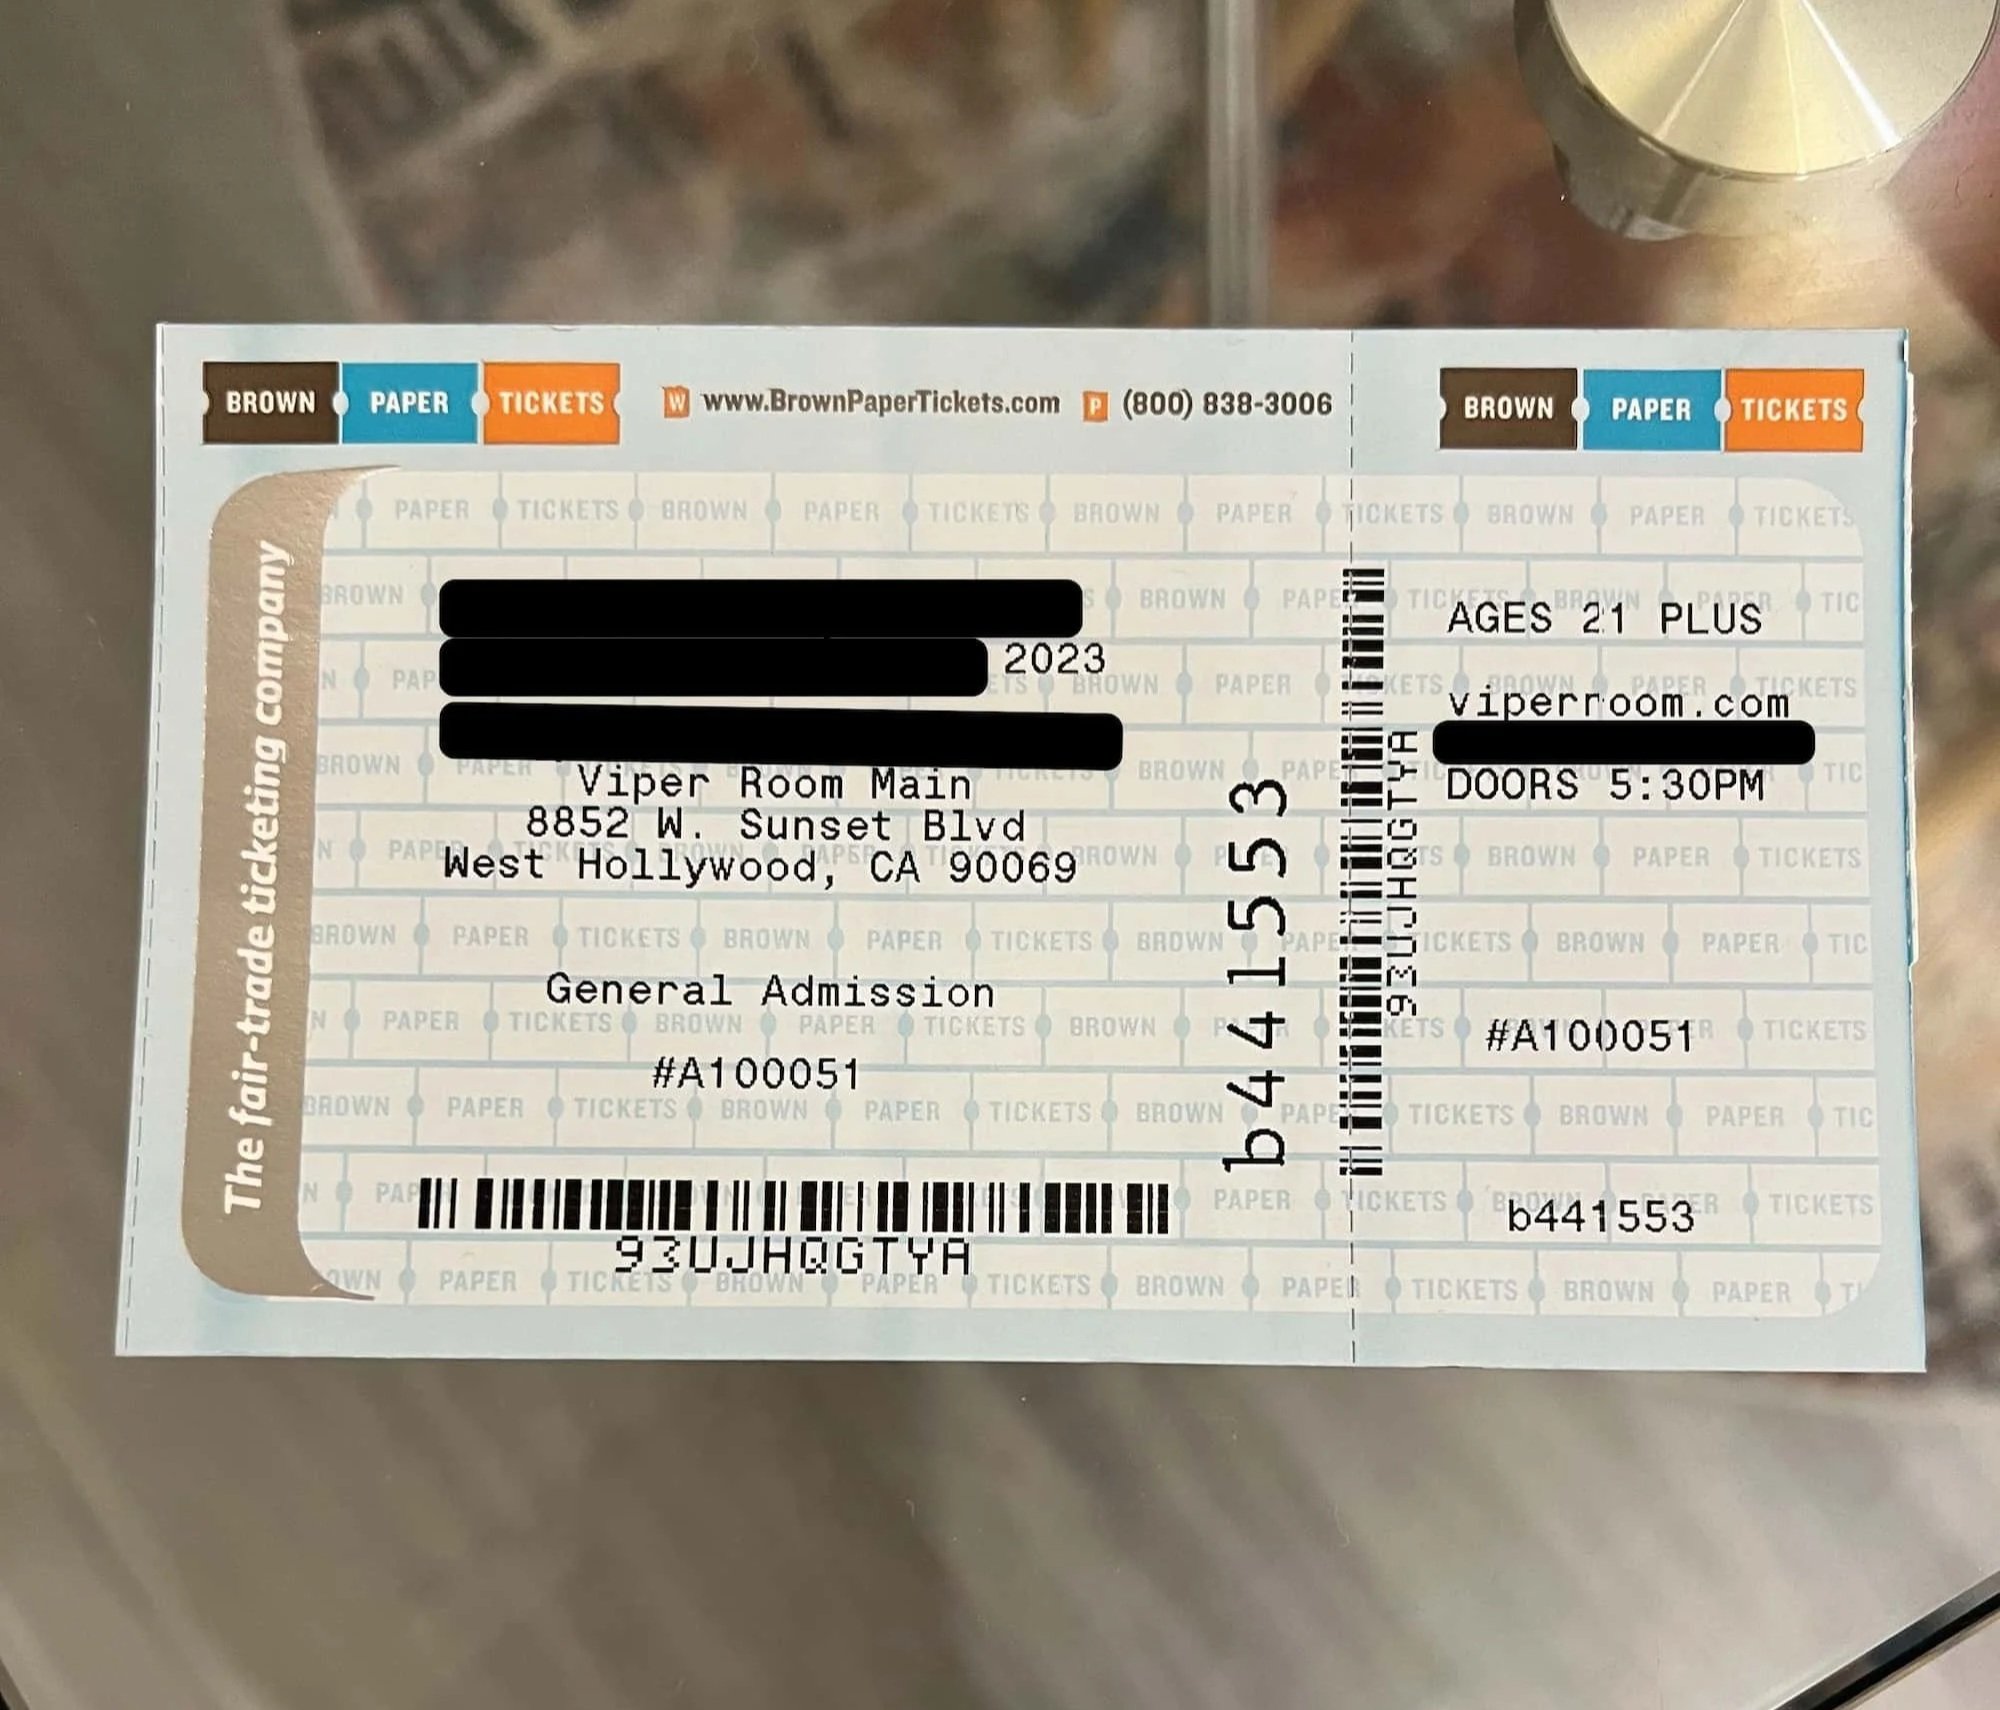 BROWN PAPER TICKETS
W www.BrownPaperTickets.com P (800) 838-3006
BROWN PAPER TICKETS
The fair-trade ticketing company
2023
Viper Room Main
8852 W. Sunset Blvd
West Hollywood, CA 90069
General Admission
#A100051
93UJHQGTYA
b441553
93UJHQGTYA
AGES 21 PLUS
viperroom.com
DOORS 5:30PM
#A100051
b441553